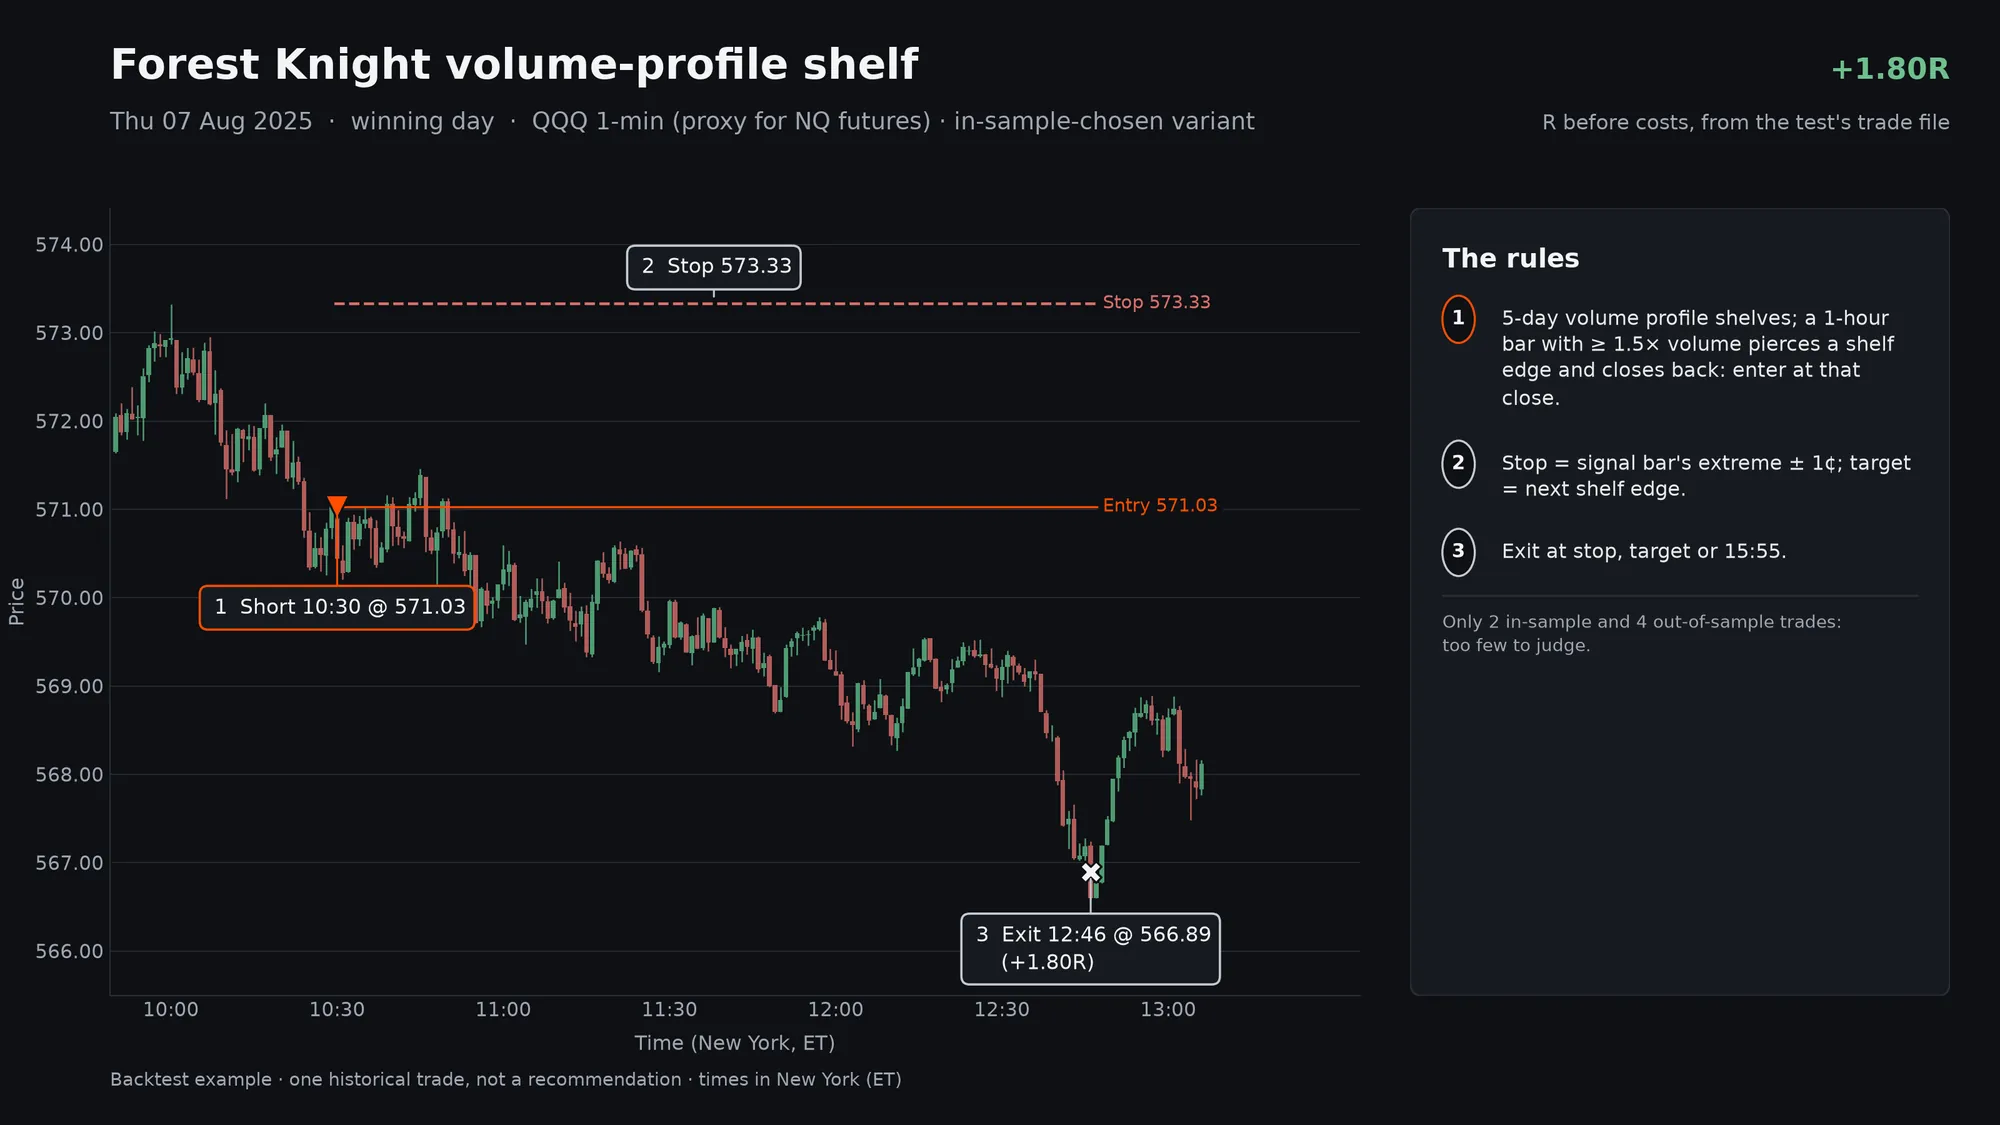 Forest Knight volume-profile shelf
+1.80R
Thu 07 Aug 2025 · winning day · QQQ 1-min (proxy for NQ futures) · in-sample-chosen variant
R before costs, from the test's trade file
574.00
573.00
572.00
571.00
570.00
569.00
568.00
567.00
566.00
Price
2 Stop 573.33
Stop 573.33
Entry 571.03
1 Short 10:30 @ 571.03
3 Exit 12:46 @ 566.89
(+1.80R)
10:00
10:30
11:00
11:30
12:00
12:30
13:00
Time (New York, ET)
The rules
1
5-day volume profile shelves; a 1-hour
bar with ≥ 1.5× volume pierces a shelf
edge and closes back: enter at that
close.
2
Stop = signal bar's extreme ± 1¢; target
= next shelf edge.
3
Exit at stop, target or 15:55.
Only 2 in-sample and 4 out-of-sample trades:
too few to judge.
Backtest example · one historical trade, not a recommendation · times in New York (ET)